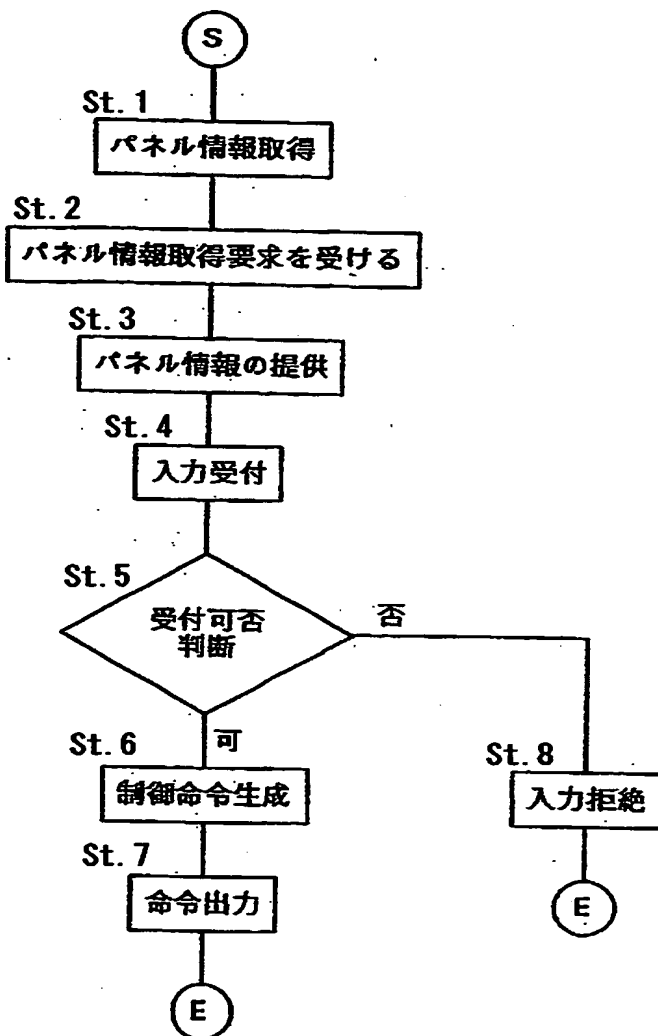 S
St. 1
パネル情報取得
St. 2
パネル情報取得要求を受ける
St. 3
パネル情報の提供
St. 4
入力受付
St. 5
受付可否
判断
否
可
St. 6
制御命令生成
St. 7
命令出力
E
St. 8
入力拒絶
E